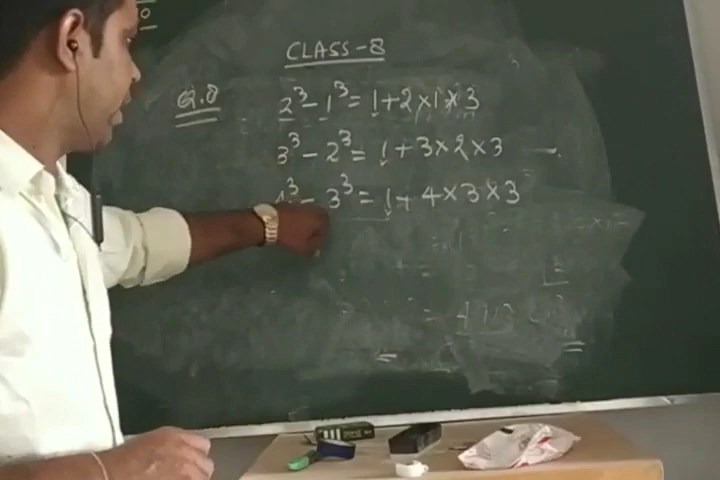 CLASS-8
Q.8 2³ - 1³ = 1 + 2 × 1 × 3
3³ - 2³ = 1 + 3 × 2 × 3
4³ - 3³ = 1 + 4 × 3 × 3